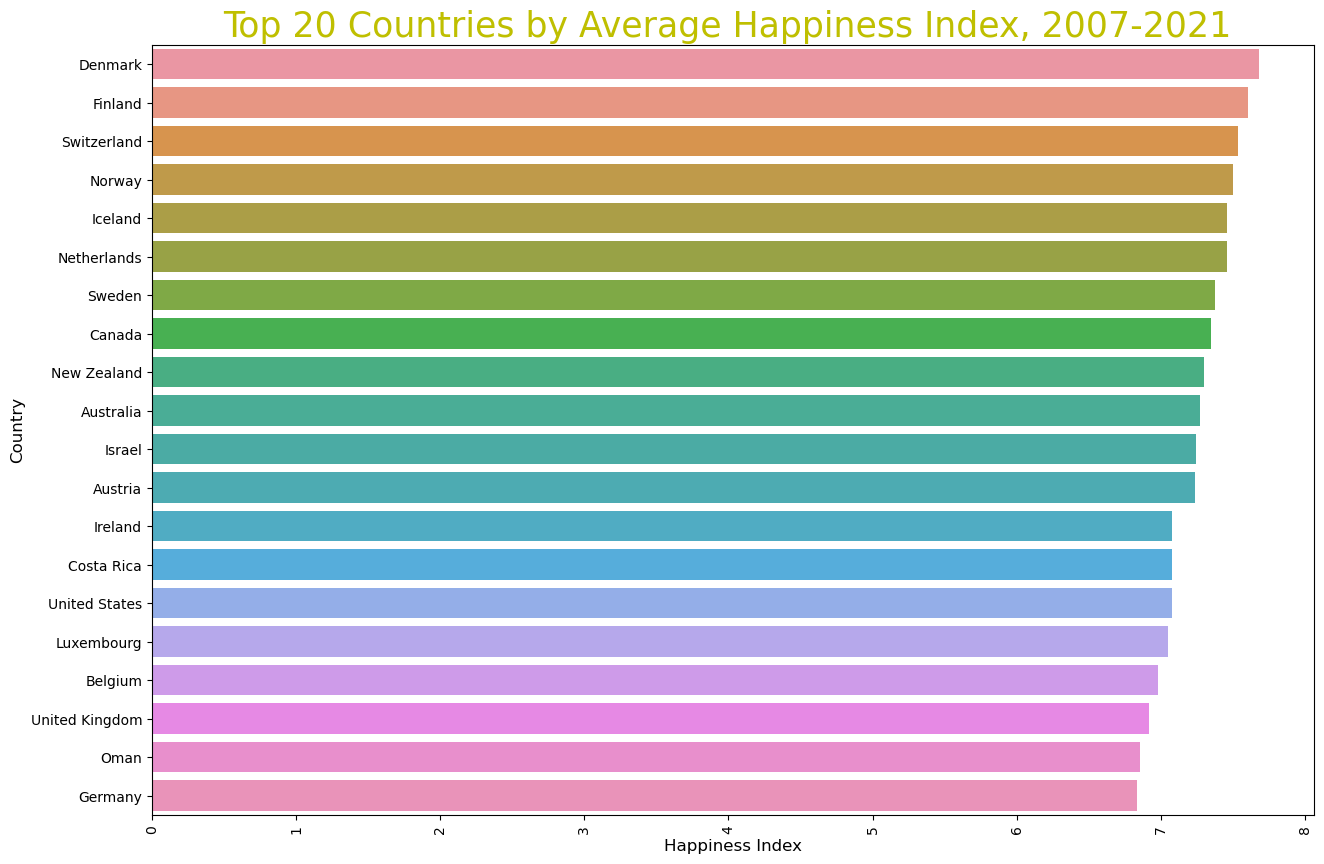 Top 20 Countries by Average Happiness Index, 2007-2021
Denmark
Finland
Switzerland
Norway
Iceland
Netherlands
Sweden
Canada
New Zealand
Australia
Israel
Austria
Ireland
Costa Rica
United States
Luxembourg
Belgium
United Kingdom
Oman
Germany
Country
0 1 2 3 4 5 6 7 8
Happiness Index